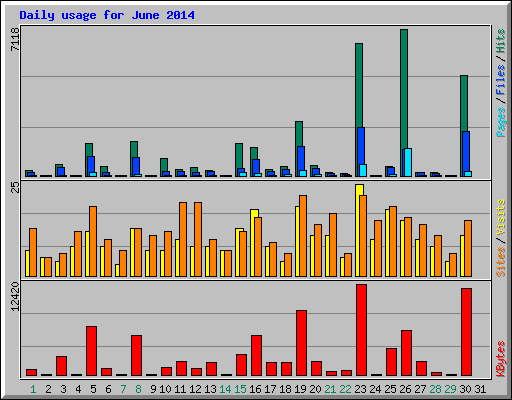 Daily usage for June 2014
7118
Pages / Files / Hits
25
Sites / Visits
12420
KBytes
1 2 3 4 5 6 7 8 9 10 11 12 13 14 15 16 17 18 19 20 21 22 23 24 25 26 27 28 29 30 31